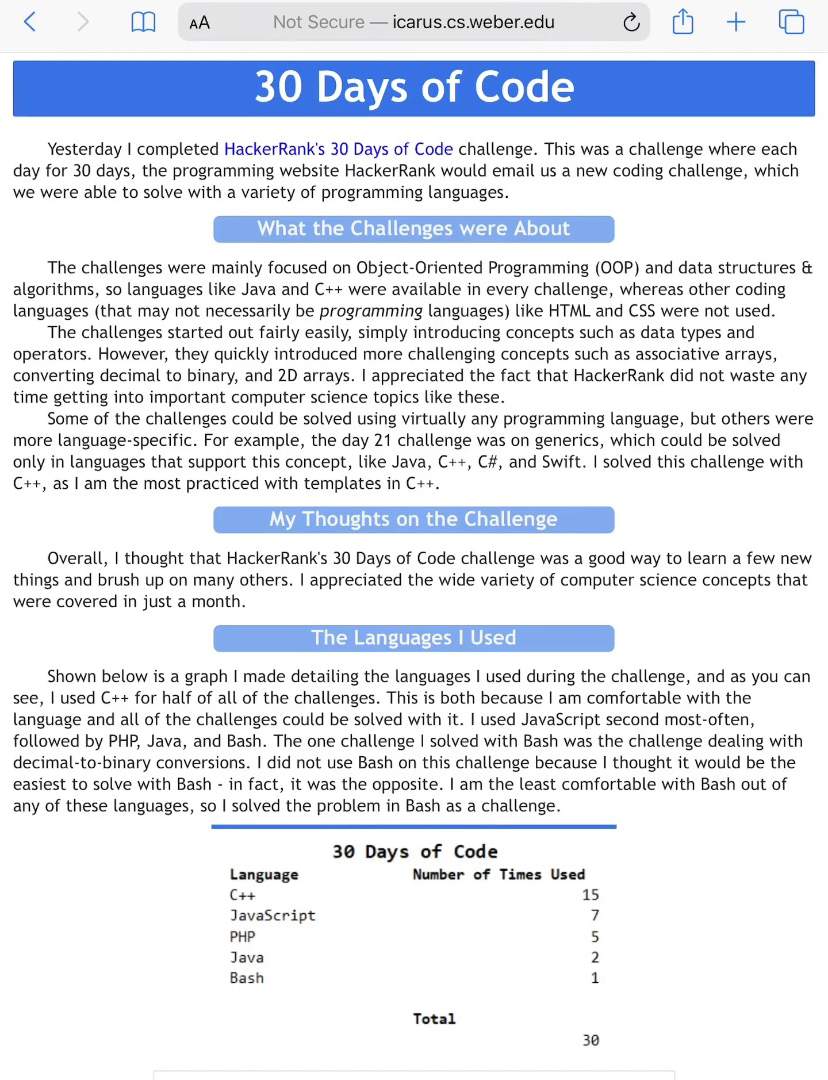 AA Not Secure — icarus.cs.weber.edu
30 Days of Code
Yesterday I completed HackerRank's 30 Days of Code challenge. This was a challenge where each
day for 30 days, the programming website HackerRank would email us a new coding challenge, which
we were able to solve with a variety of programming languages.
What the Challenges were About
The challenges were mainly focused on Object-Oriented Programming (OOP) and data structures &
algorithms, so languages like Java and C++ were available in every challenge, whereas other coding
languages (that may not necessarily be programming languages) like HTML and CSS were not used.
The challenges started out fairly easily, simply introducing concepts such as data types and
operators. However, they quickly introduced more challenging concepts such as associative arrays,
converting decimal to binary, and 2D arrays. I appreciated the fact that HackerRank did not waste any
time getting into important computer science topics like these.
Some of the challenges could be solved using virtually any programming language, but others were
more language-specific. For example, the day 21 challenge was on generics, which could be solved
only in languages that support this concept, like Java, C++, C#, and Swift. I solved this challenge with
C++, as I am the most practiced with templates in C++.
My Thoughts on the Challenge
Overall, I thought that HackerRank's 30 Days of Code challenge was a good way to learn a few new
things and brush up on many others. I appreciated the wide variety of computer science concepts that
were covered in just a month.
The Languages I Used
Shown below is a graph I made detailing the languages I used during the challenge, and as you can
see, I used C++ for half of all of the challenges. This is both because I am comfortable with the
language and all of the challenges could be solved with it. I used JavaScript second most-often,
followed by PHP, Java, and Bash. The one challenge I solved with Bash was the challenge dealing with
decimal-to-binary conversions. I did not use Bash on this challenge because I thought it would be the
easiest to solve with Bash - in fact, it was the opposite. I am the least comfortable with Bash out of
any of these languages, so I solved the problem in Bash as a challenge.
30 Days of Code
Language Number of Times Used
C++ 15
JavaScript 7
PHP 5
Java 2
Bash 1
Total
30